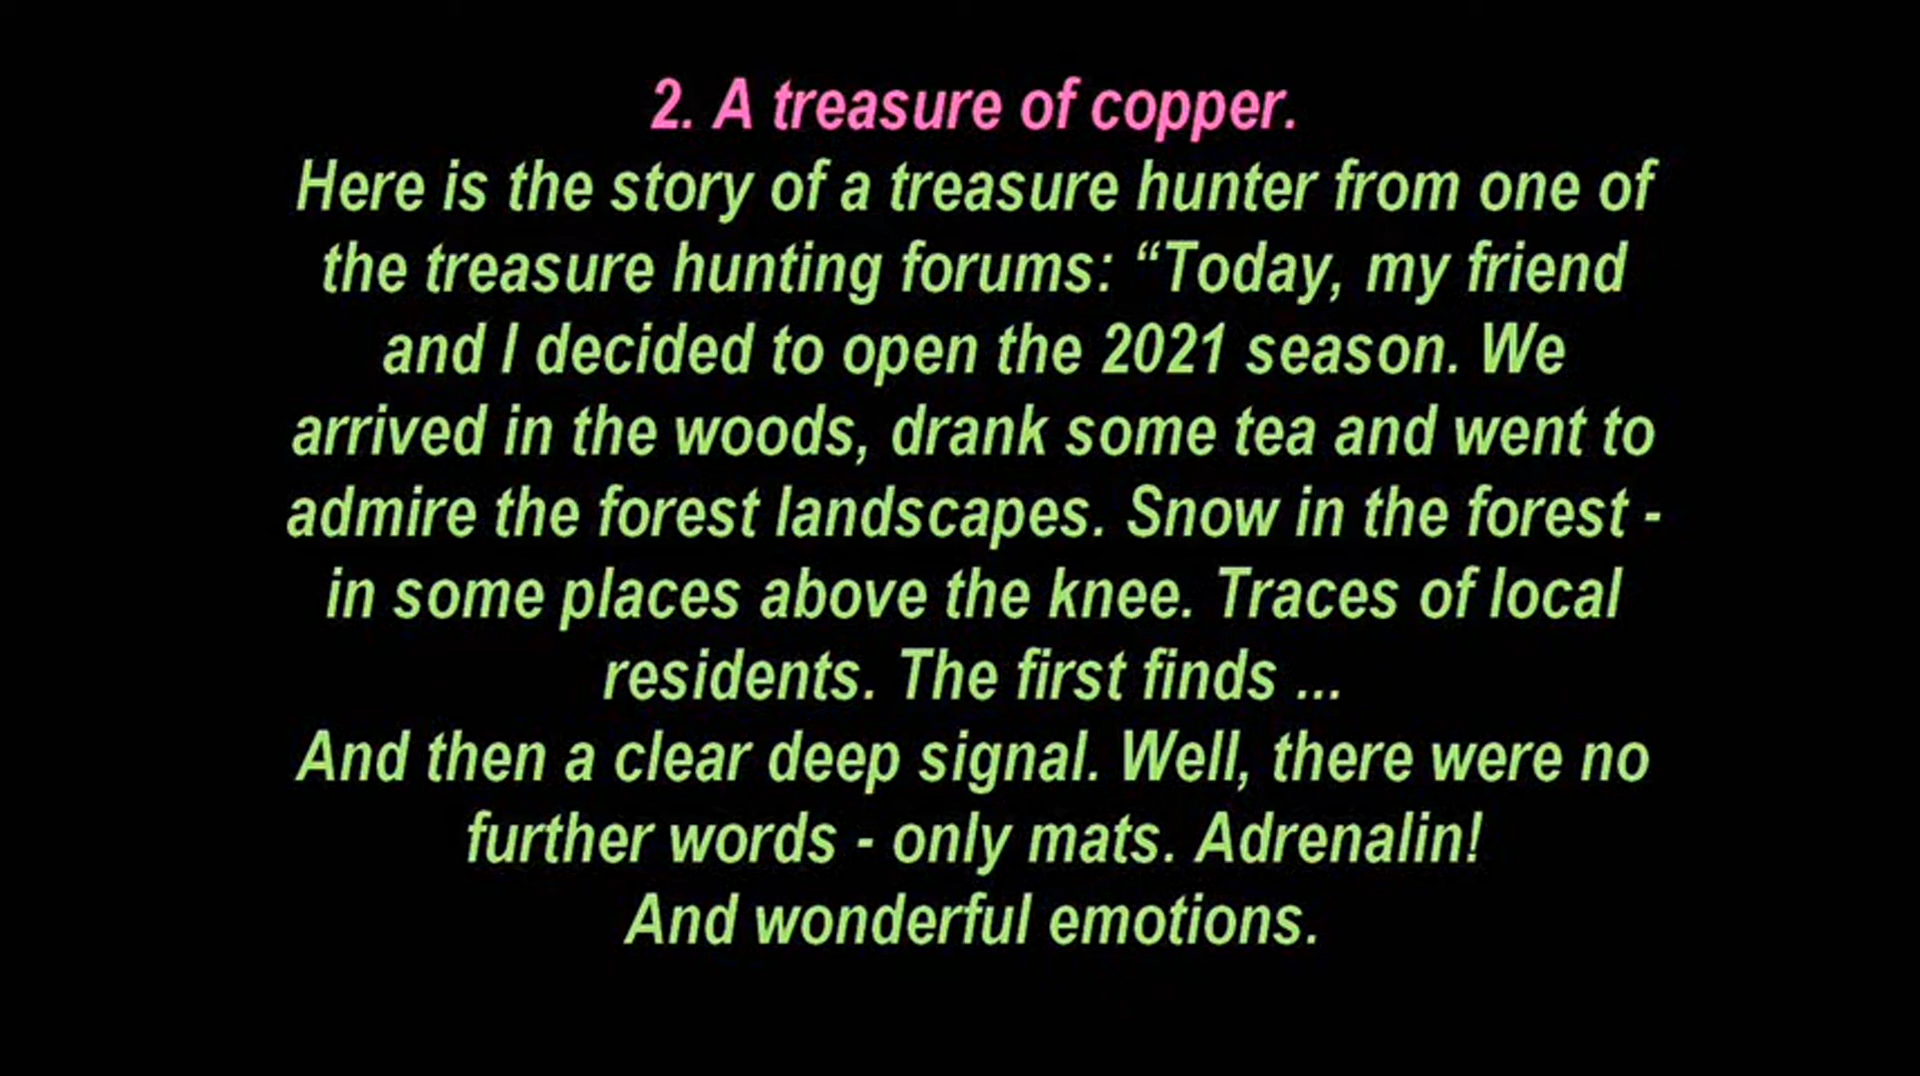 2. A treasure of copper.
Here is the story of a treasure hunter from one of
the treasure hunting forums: “Today, my friend
and I decided to open the 2021 season. We
arrived in the woods, drank some tea and went to
admire the forest landscapes. Snow in the forest -
in some places above the knee. Traces of local
residents. The first finds ...
And then a clear deep signal. Well, there were no
further words - only mats. Adrenalin!
And wonderful emotions.